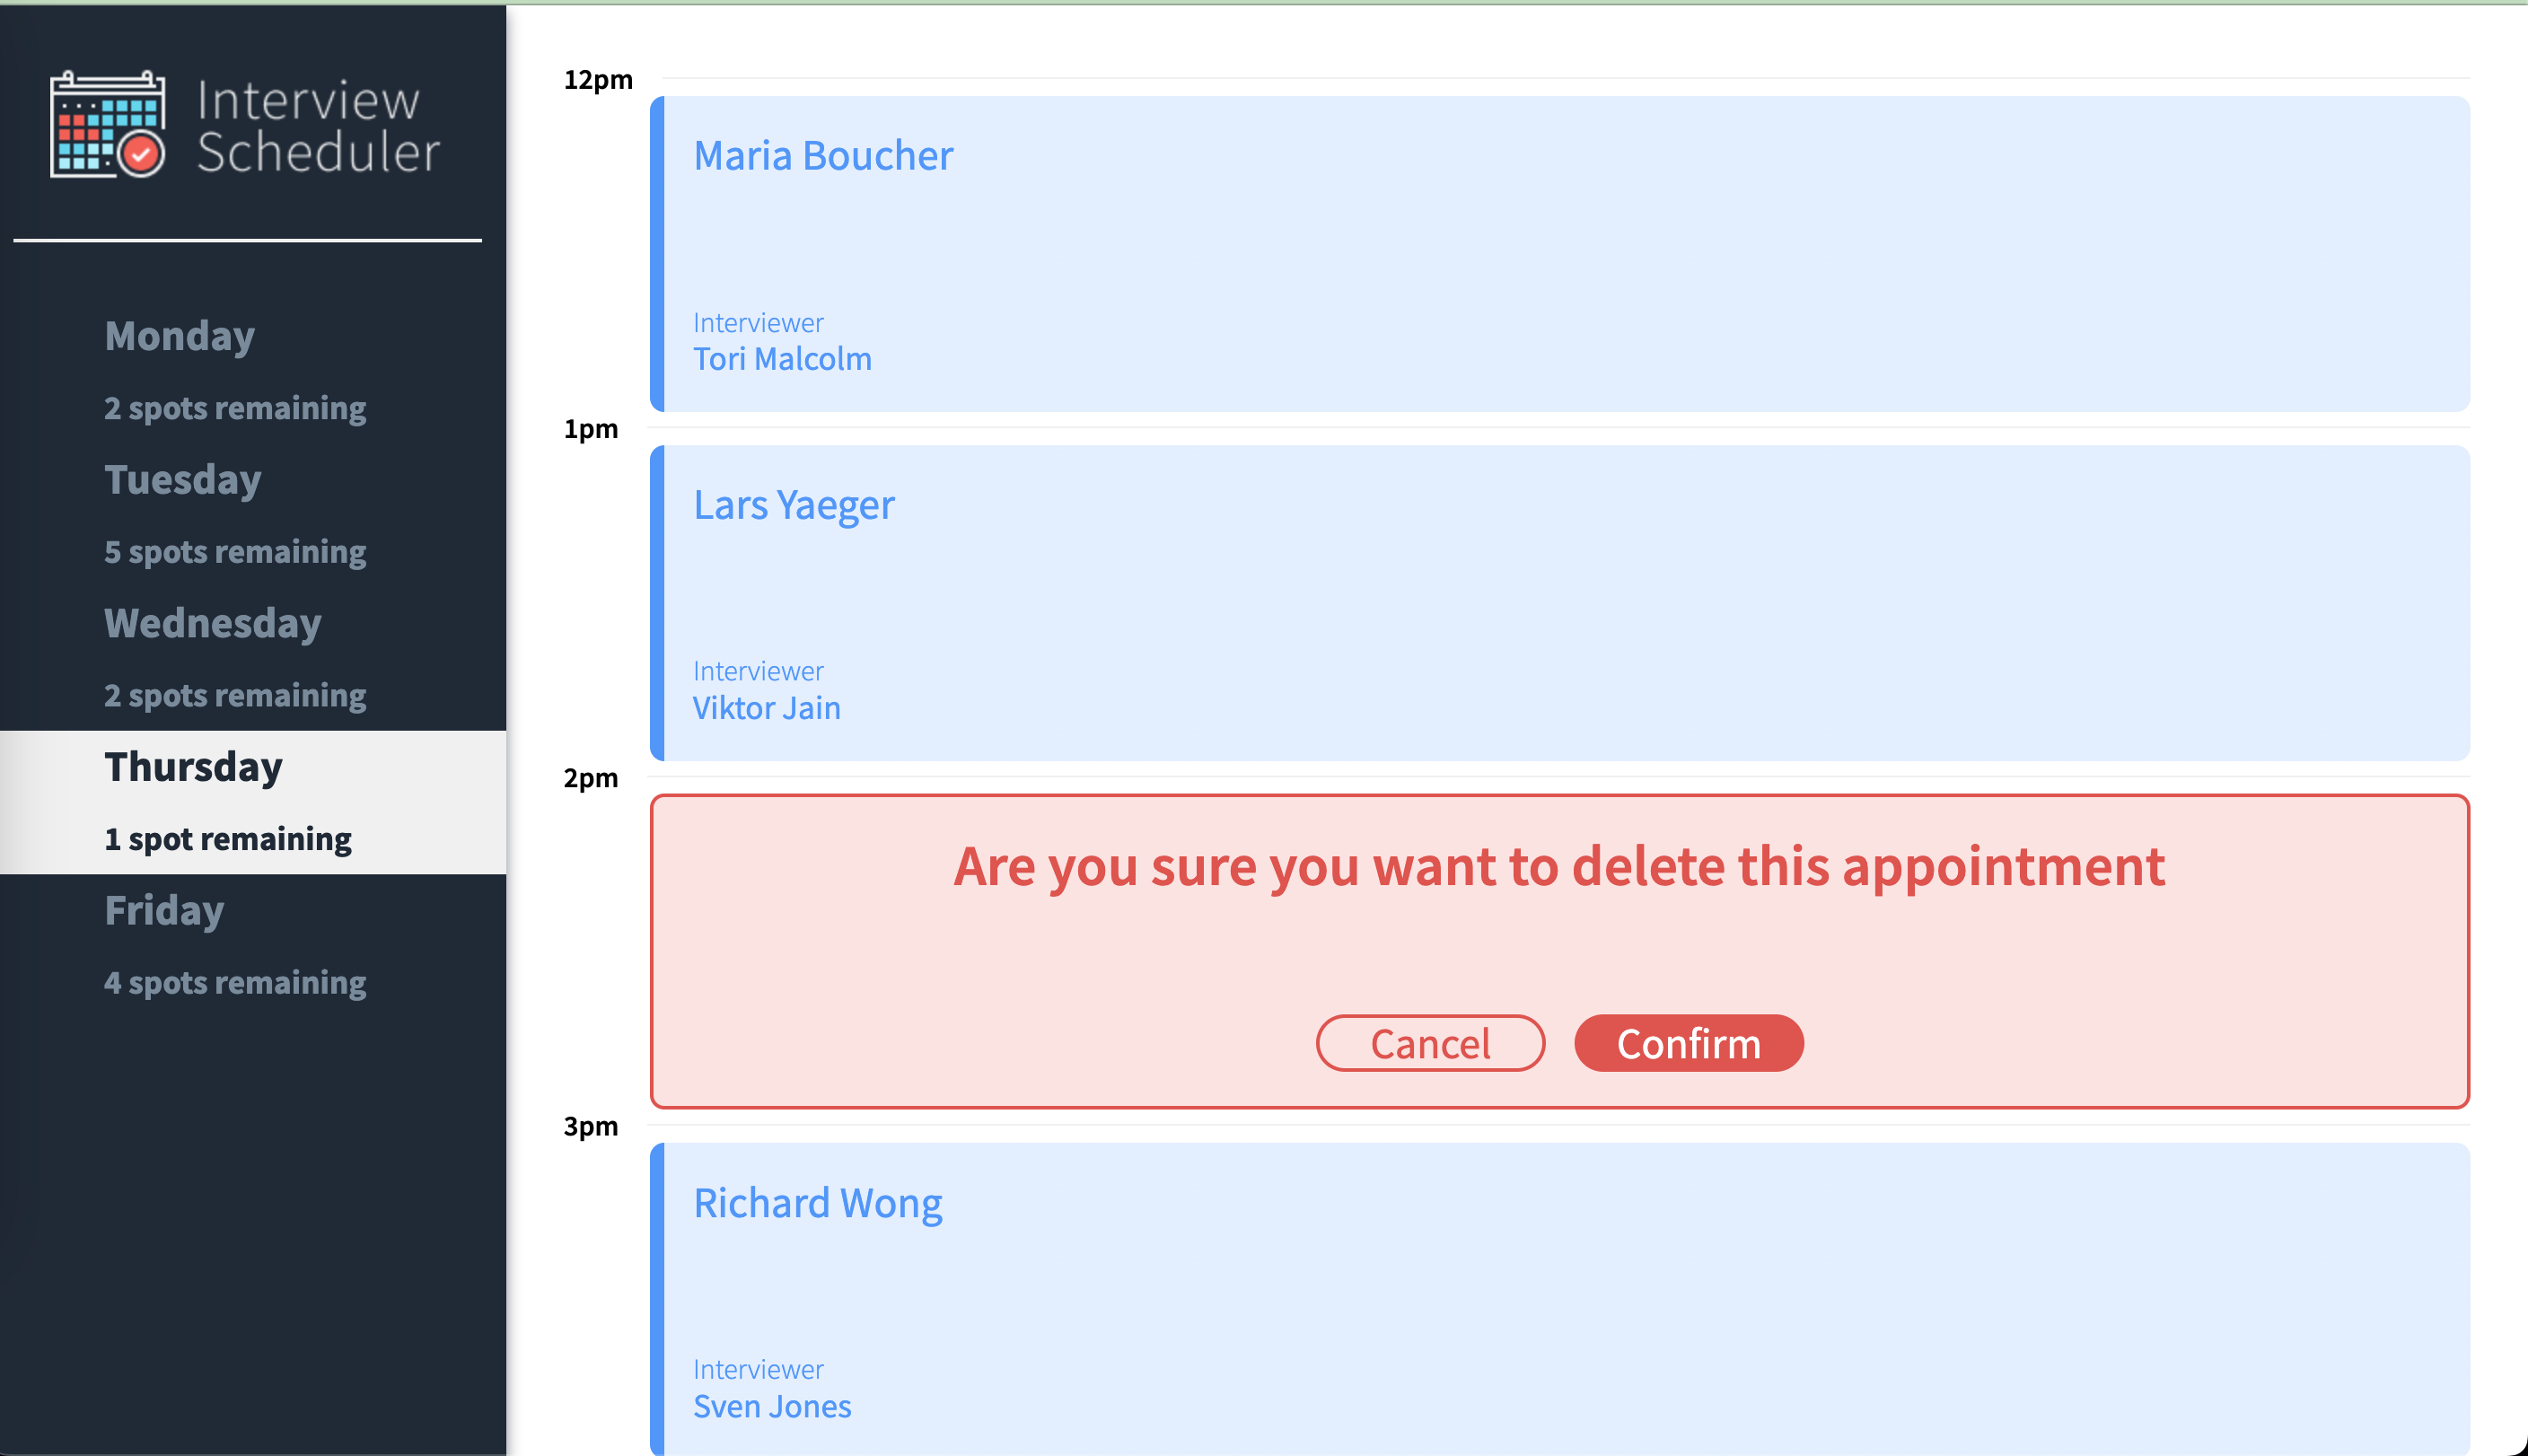 Interview
Scheduler
Monday
2 spots remaining
Tuesday
5 spots remaining
Wednesday
2 spots remaining
Thursday
1 spot remaining
Friday
4 spots remaining
12pm
Maria Boucher
Interviewer
Tori Malcolm
1pm
Lars Yaeger
Interviewer
Viktor Jain
2pm
Are you sure you want to delete this appointment
Cancel Confirm
3pm
Richard Wong
Interviewer
Sven Jones